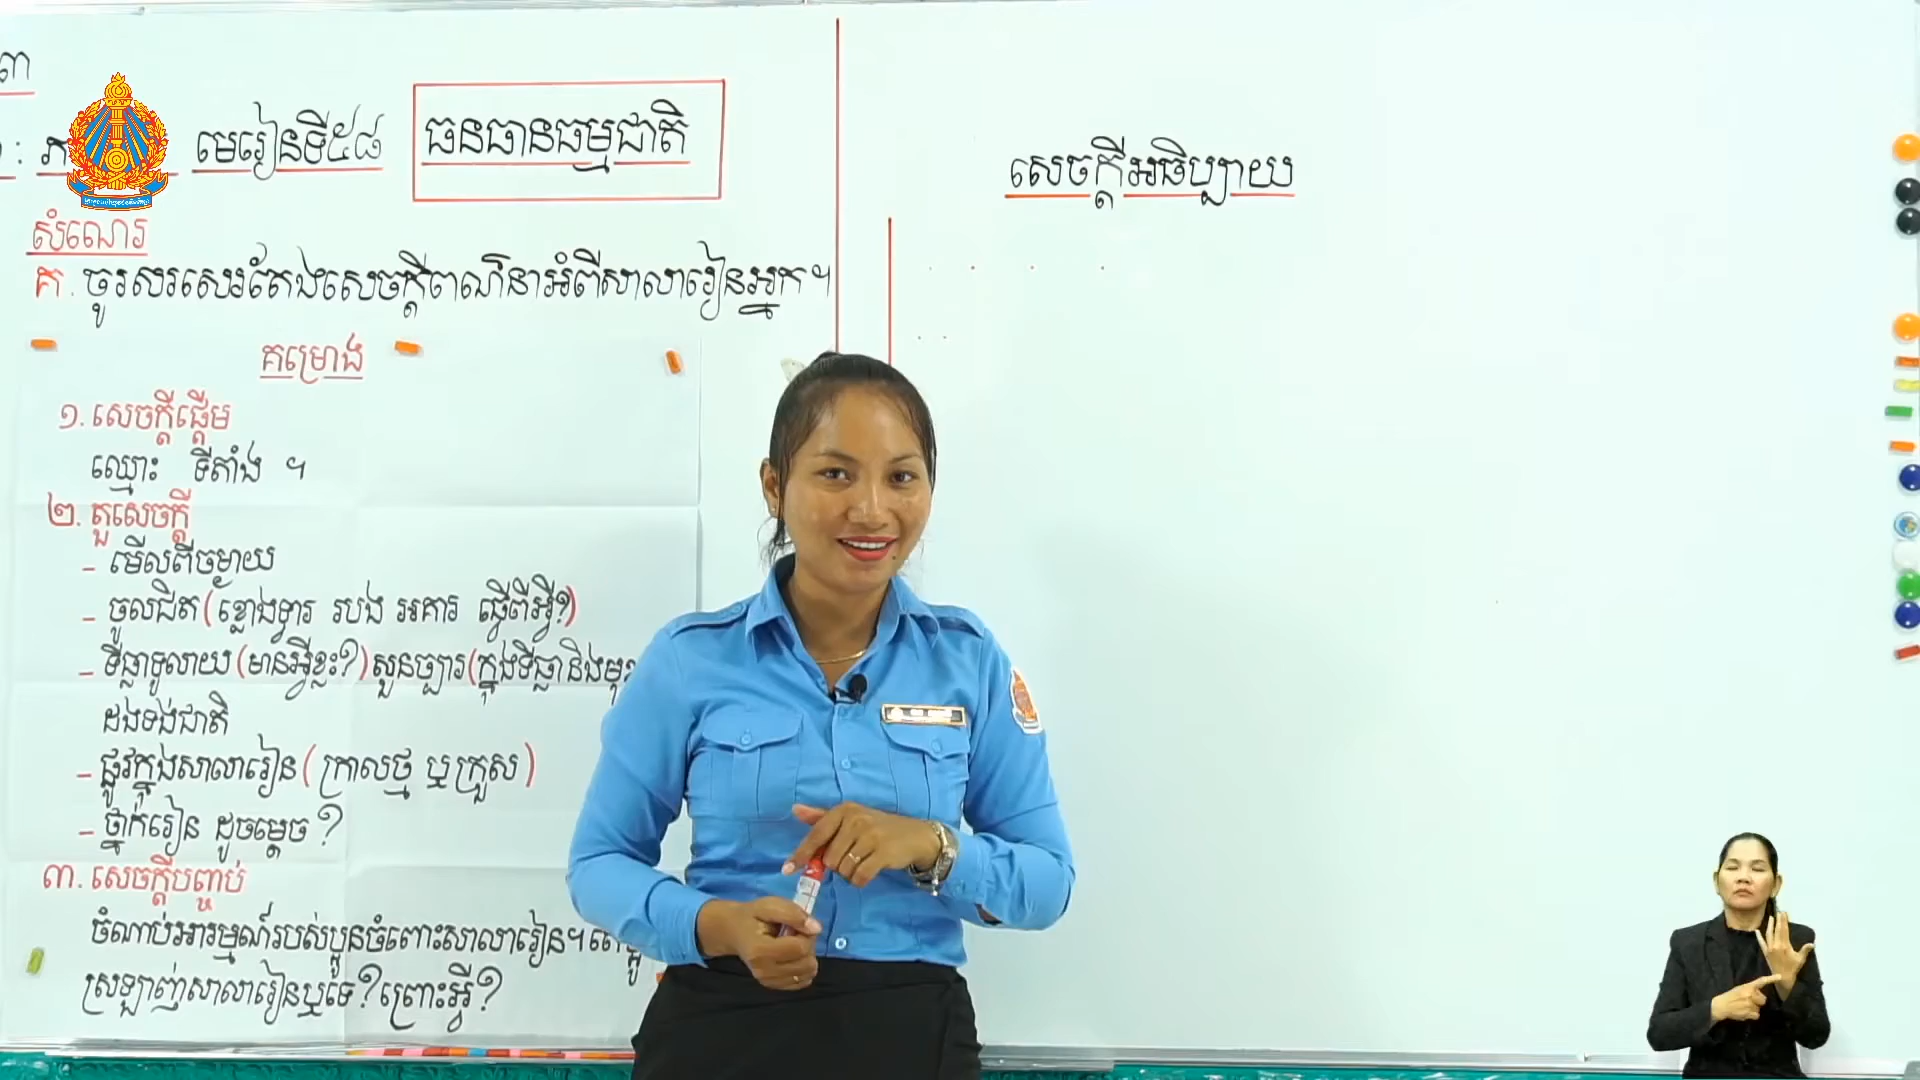 ៣
: ភ
មេរៀនទី៥៨
ធនធានធម្មជាតិ
សំណេរ
គ. ចូរសរសេរតែងសេចក្ដីពណ៌នាអំពីសាលារៀនអ្នក។
គម្រោង
១. សេចក្ដីផ្ដើម
ឈ្មោះ ទីតាំង ។
២. តួសេចក្ដី
- មើលពីចម្ងាយ
- ចូលជិត (ខ្លោងទ្វារ របង អគារ ធ្វើពីអ្វី?)
- ទីធ្លាទូលាយ (មានអ្វីខ្លះ?) សួនច្បារ (ក្នុងទីធ្លានិងមុខ
ដងទង់ជាតិ
- ផ្លូវក្នុងសាលារៀន (ក្រាលថ្ម ឬក្រួស)
- ថ្នាក់រៀន ដូចម្ដេច?
៣. សេចក្ដីបញ្ចប់
ចំណាប់អារម្មណ៍របស់ប្អូនចំពោះសាលារៀន។
ស្រឡាញ់សាលារៀនឬទេ? ព្រោះអ្វី?
សេចក្ដីអធិប្បាយ